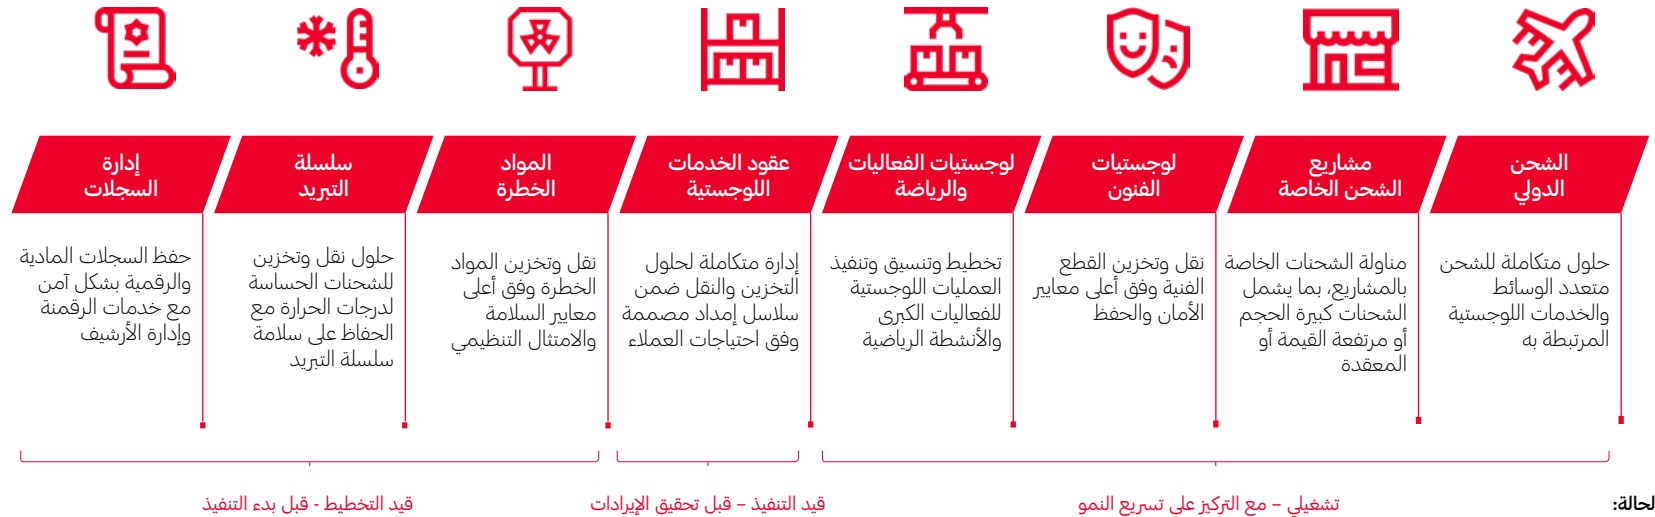 الشحن
الدولي
حلول متكاملة للشحن
متعدد الوسائط
والخدمات اللوجستية
المرتبطة به
مشاريع
الشحن الخاصة
مناولة الشحنات الخاصة
بالمشاريع، بما يشمل
الشحنات كبيرة الحجم
أو مرتفعة القيمة أو
المعقدة
لوجستيات
الفنون
نقل وتخزين القطع
الفنية وفق أعلى معايير
الأمان والحفظ
لوجستيات الفعاليات
والرياضة
تخطيط وتنسيق وتنفيذ
العمليات اللوجستية
للفعاليات الكبرى
والأنشطة الرياضية
عقود الخدمات
اللوجستية
إدارة متكاملة لحلول
التخزين والنقل ضمن
سلاسل إمداد مصممة
وفق احتياجات العملاء
المواد
الخطرة
نقل وتخزين المواد
الخطرة وفق أعلى
معايير السلامة
والامتثال التنظيمي
سلسلة
التبريد
حلول نقل وتخزين
للشحنات الحساسة
لدرجات الحرارة مع
الحفاظ على سلامة
سلسلة التبريد
إدارة
السجلات
حفظ السجلات المادية
والرقمية بشكل آمن
مع خدمات الرقمنة
وإدارة الأرشيف
لحالة:
تشغيلي – مع التركيز على تسريع النمو
قيد التنفيذ – قبل تحقيق الإيرادات
قيد التخطيط - قبل بدء التنفيذ